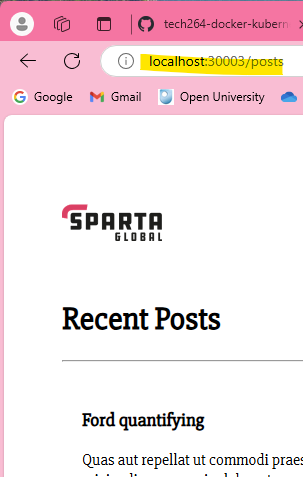 tech264-docker-kubern
localhost:30003/posts
Google Gmail Open University
SPARTA
GLOBAL
Recent Posts
Ford quantifying
Quas aut repellat ut commodi praes